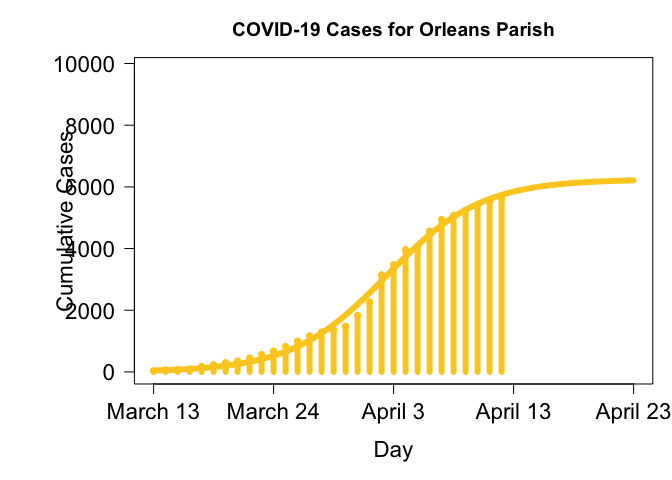 COVID-19 Cases for Orleans Parish
10000
8000
6000
4000
2000
0
Cumulative Cases
March 13
March 24
April 3
April 13
April 23
Day